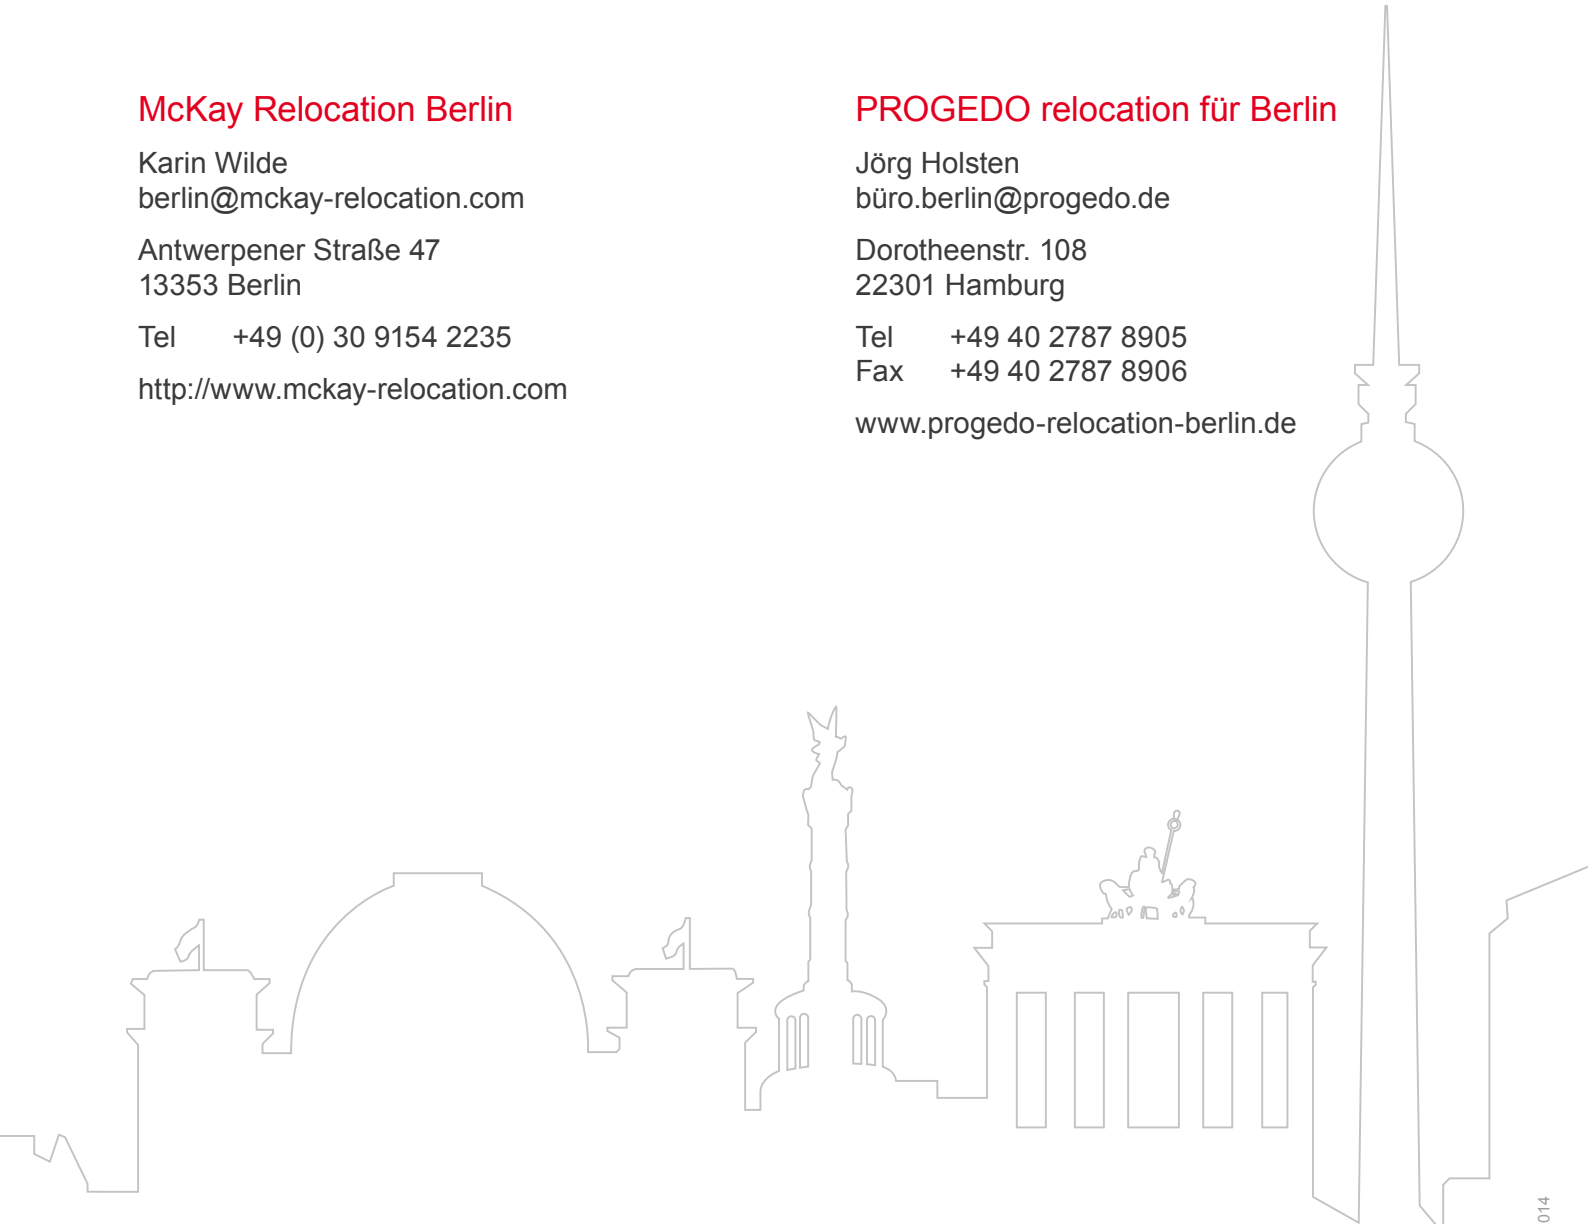 McKay Relocation Berlin
Karin Wilde
berlin@mckay-relocation.com
Antwerpener Straße 47
13353 Berlin
Tel +49 (0) 30 9154 2235
http://www.mckay-relocation.com
PROGEDO relocation für Berlin
Jörg Holsten
büro.berlin@progedo.de
Dorotheenstr. 108
22301 Hamburg
Tel +49 40 2787 8905
Fax +49 40 2787 8906
www.progedo-relocation-berlin.de
014